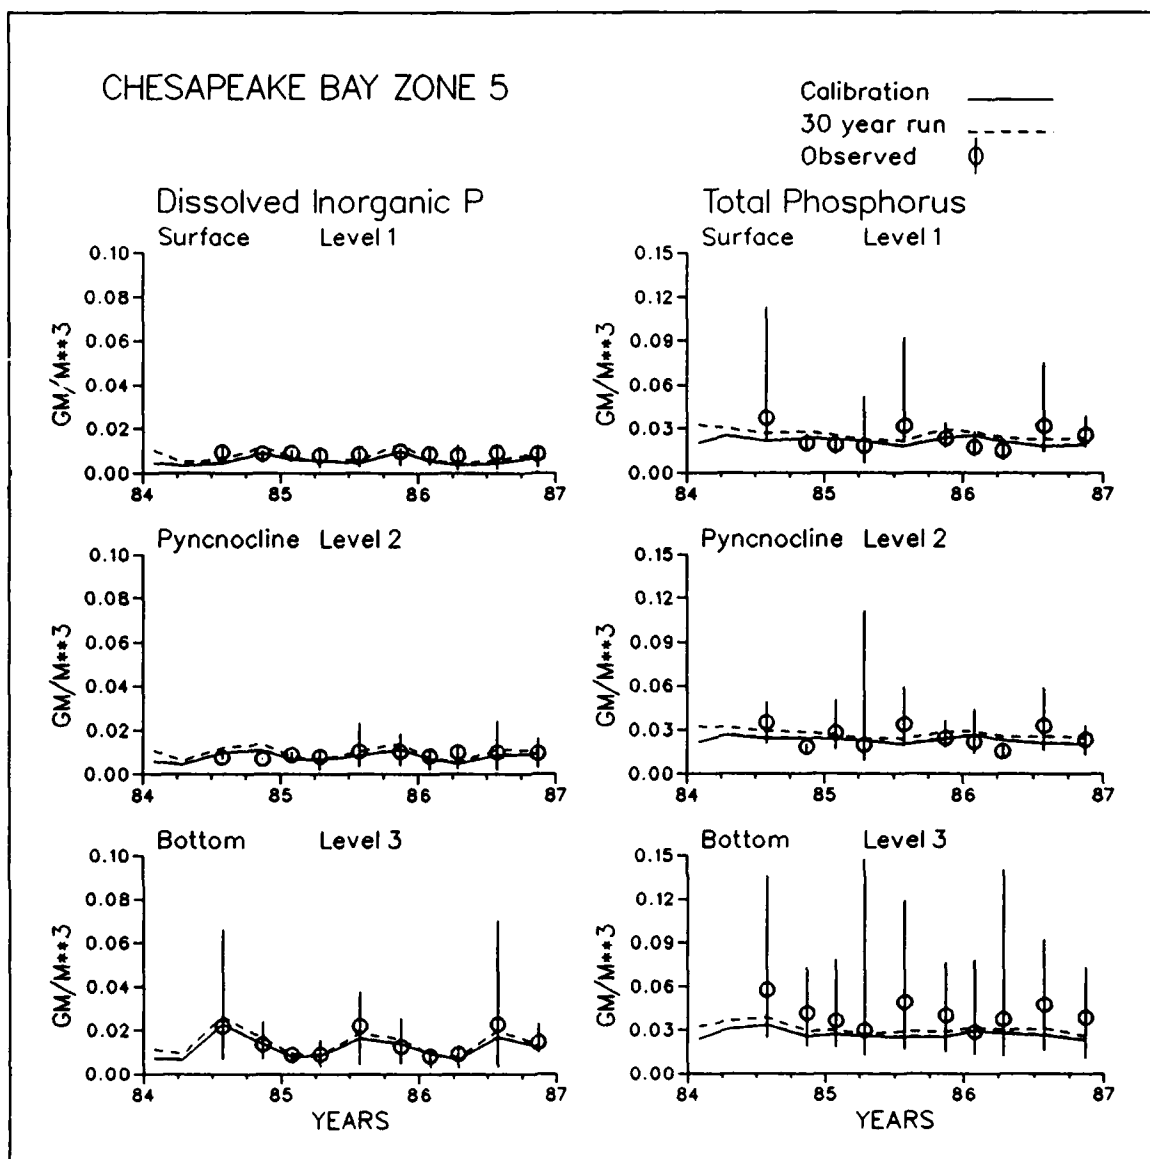 CHESAPEAKE BAY ZONE 5
Calibration
30 year run
Observed
Dissolved Inorganic P
Surface Level 1
0.10
0.08
0.06
0.04
0.02
0.00
GM/M**3
84 85 86 87
Total Phosphorus
Surface Level 1
0.15
0.12
0.09
0.06
0.03
0.00
GM/M**3
84 85 86 87
Pyncnocline Level 2
0.10
0.08
0.06
0.04
0.02
0.00
GM/M**3
84 85 86 87
Pyncnocline Level 2
0.15
0.12
0.09
0.06
0.03
0.00
GM/M**3
84 85 86 87
Bottom Level 3
0.10
0.08
0.06
0.04
0.02
0.00
GM/M**3
84 85 86 87
YEARS
Bottom Level 3
0.15
0.12
0.09
0.06
0.03
0.00
GM/M**3
84 85 86 87
YEARS